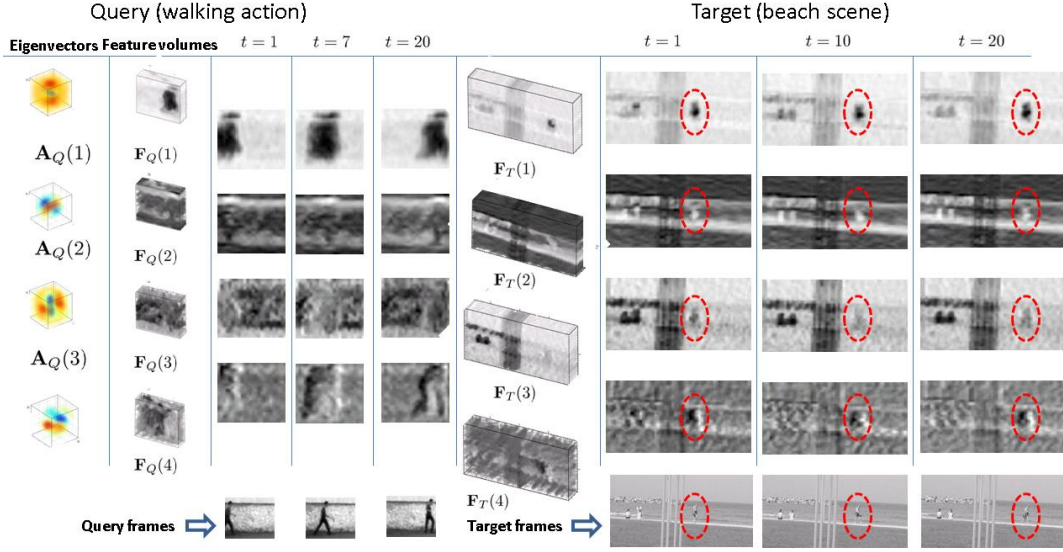 Query (walking action)
Target (beach scene)
Eigenvectors Feature volumes t = 1 t = 7 t = 20 t = 1 t = 10 t = 20
A_Q(1)
F_Q(1)
F_T(1)
A_Q(2)
F_Q(2)
F_T(2)
A_Q(3)
F_Q(3)
F_T(3)
F_Q(4)
F_T(4)
Query frames
Target frames